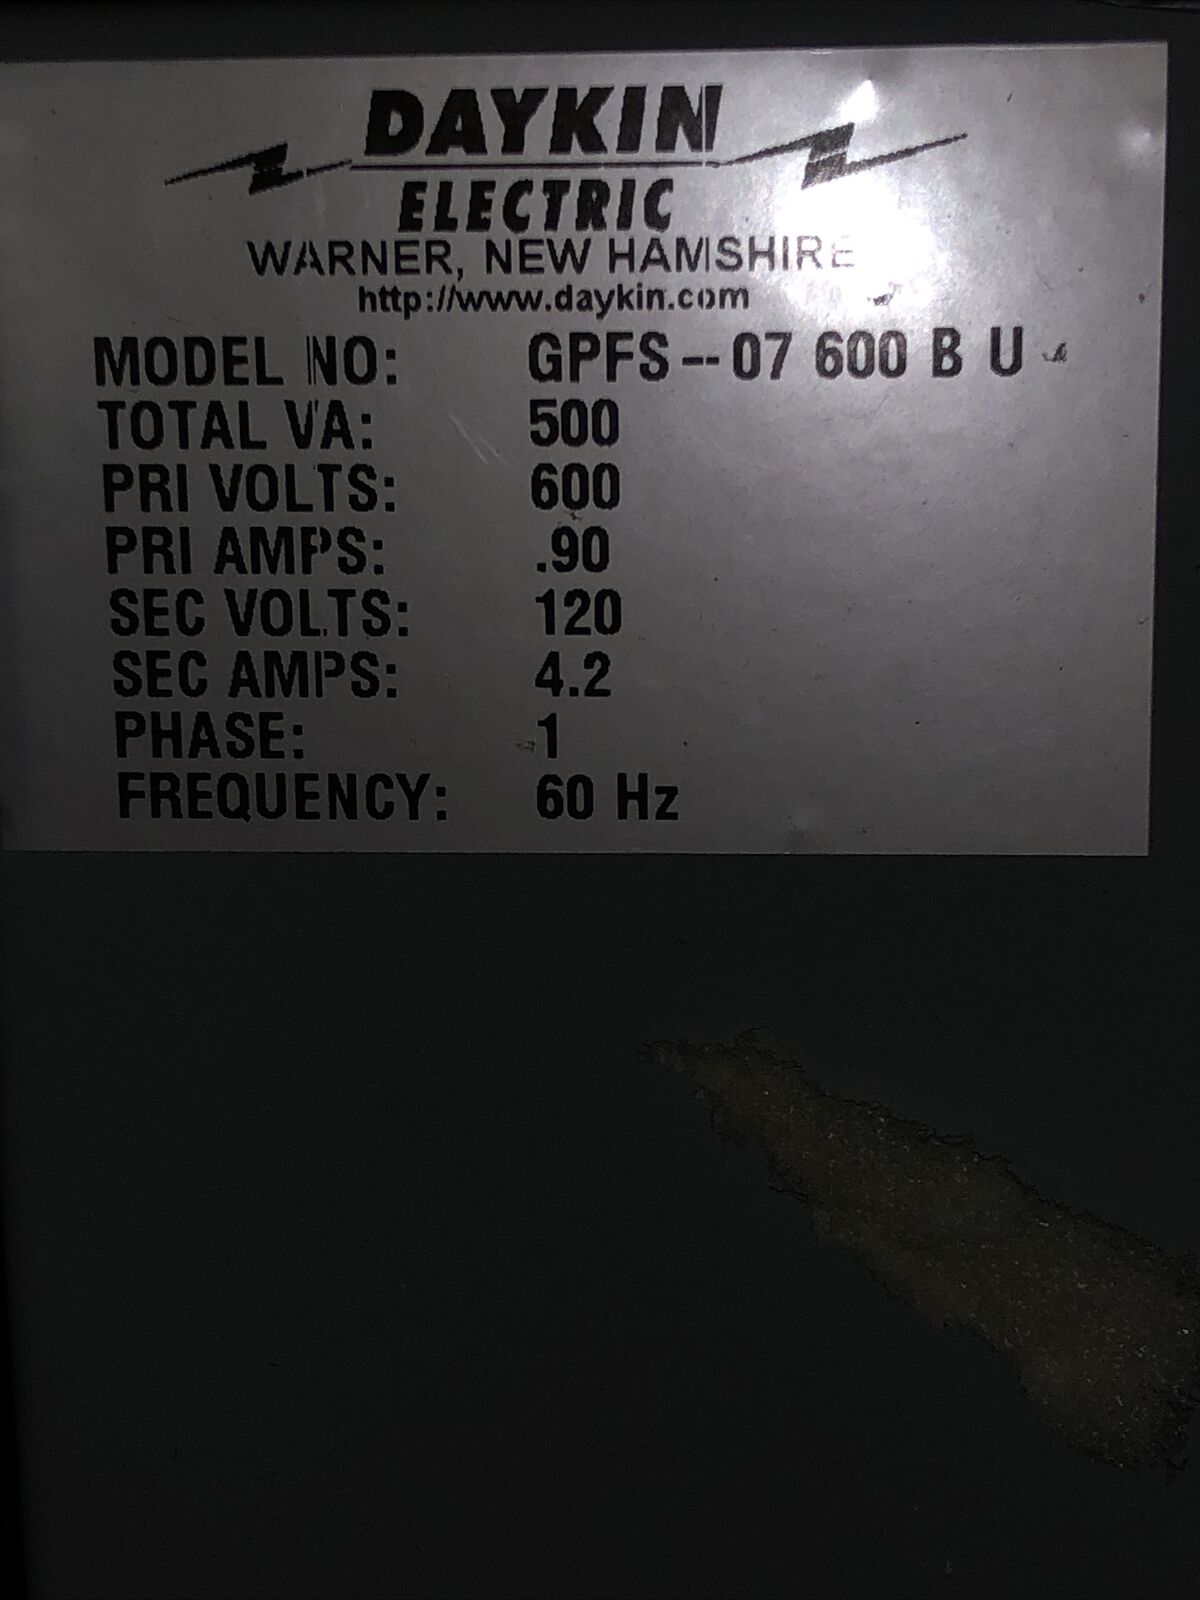 DAYKIN
ELECTRIC
WARNER, NEW HAMSHIRE
http://www.daykin.com
MODEL NO: GPFS--07 600 B U
TOTAL VA: 500
PRI VOLTS: 600
PRI AMPS: .90
SEC VOLTS: 120
SEC AMPS: 4.2
PHASE: 1
FREQUENCY: 60 Hz